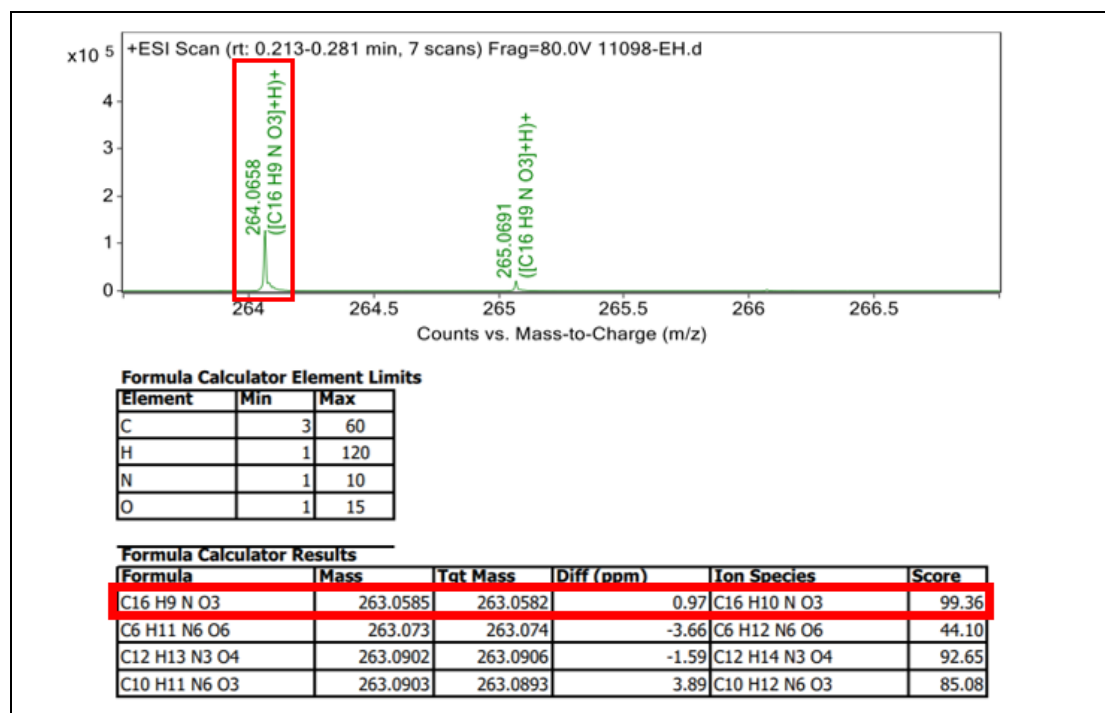 x10 5
+ESI Scan (rt: 0.213-0.281 min, 7 scans) Frag=80.0V 11098-EH.d
4
3
2
1
0
264.0658
([C16 H9 N O3]+H)+
265.0691
([C16 H9 N O3]+H)+
264 264.5 265 265.5 266 266.5
Counts vs. Mass-to-Charge (m/z)
Formula Calculator Element Limits
Element Min Max
C 3 60
H 1 120
N 1 10
O 1 15
Formula Calculator Results
Formula Mass Tgt Mass Diff (ppm) Ion Species Score
C16 H9 N O3 263.0585 263.0582 0.97 C16 H10 N O3 99.36
C6 H11 N6 O6 263.073 263.074 -3.66 C6 H12 N6 O6 44.10
C12 H13 N3 O4 263.0902 263.0906 -1.59 C12 H14 N3 O4 92.65
C10 H11 N6 O3 263.0903 263.0893 3.89 C10 H12 N6 O3 85.08